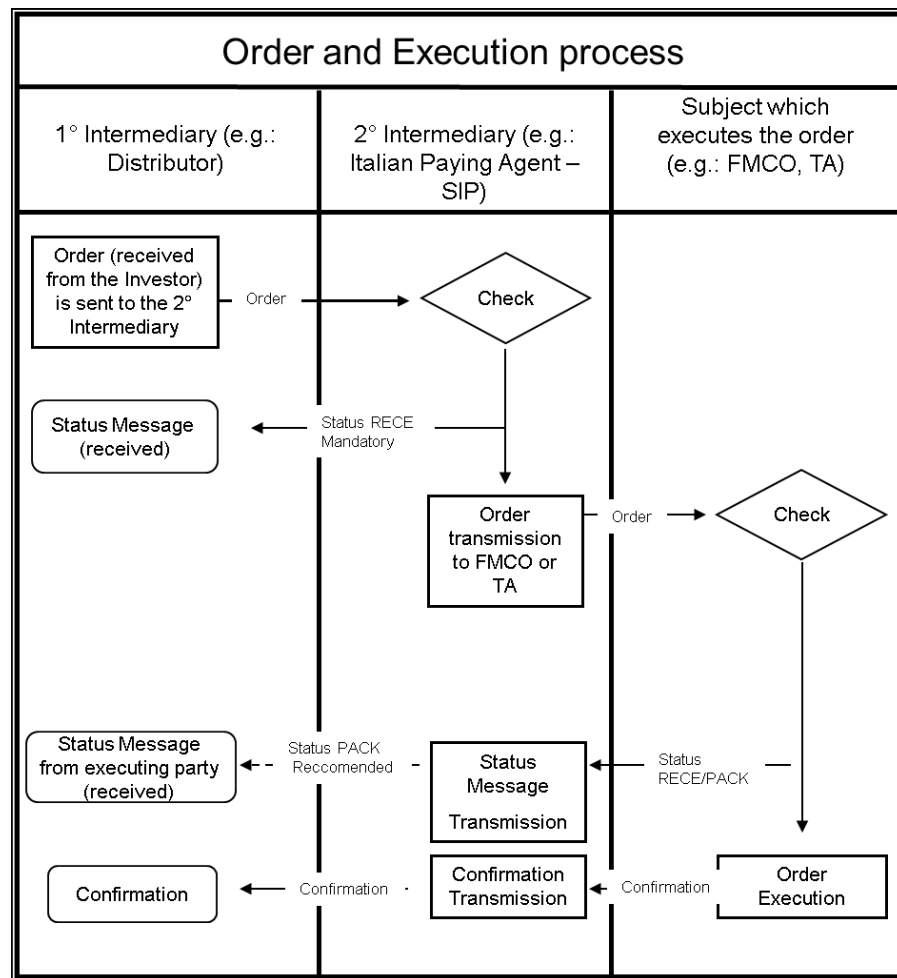 Order and Execution process
1° Intermediary (e.g.:
Distributor)
2° Intermediary (e.g.:
Italian Paying Agent –
SIP)
Subject which
executes the order
(e.g.: FMCO, TA)
Order (received
from the Investor)
is sent to the 2°
Intermediary
Order
Check
Status Message
(received)
Status RECE
Mandatory
Order
transmission
to FMCO or
TA
Order
Check
Status Message
from executing party
(received)
Status PACK
Reccomended
Status
Message
Transmission
Status
RECE/PACK
Confirmation
Confirmation
Confirmation
Transmission
Confirmation
Order
Execution